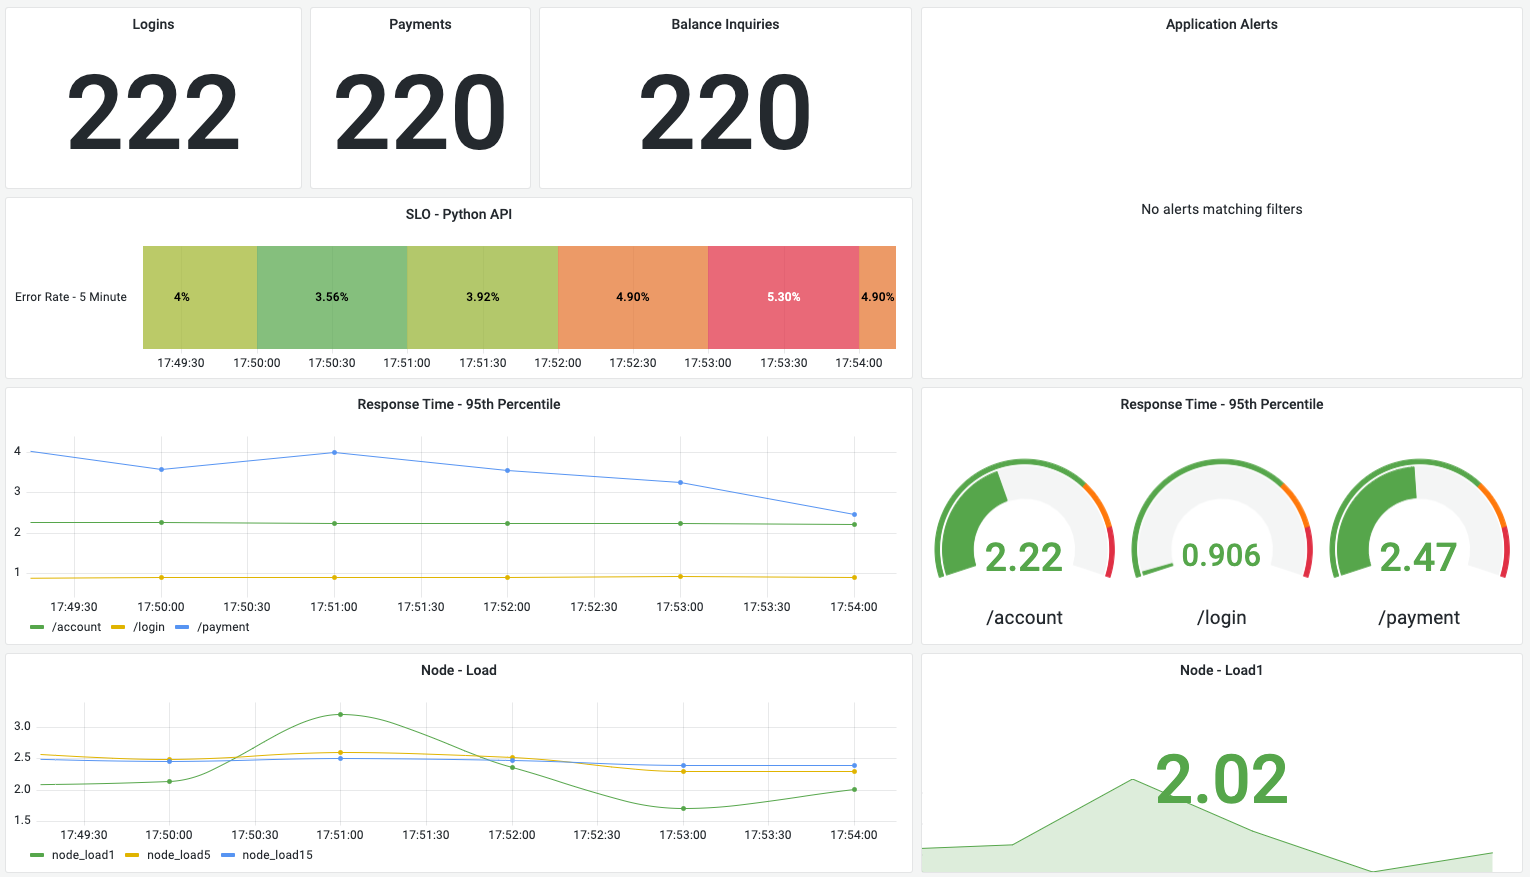 Logins
222
Payments
220
Balance Inquiries
220
Application Alerts
No alerts matching filters
SLO - Python API
Error Rate - 5 Minute
4% 3.56% 3.92% 4.90% 5.30% 4.90%
17:49:30 17:50:00 17:50:30 17:51:00 17:51:30 17:52:00 17:52:30 17:53:00 17:53:30 17:54:00
Response Time - 95th Percentile
4
3
2
1
17:49:30 17:50:00 17:50:30 17:51:00 17:51:30 17:52:00 17:52:30 17:53:00 17:53:30 17:54:00
/account /login /payment
Response Time - 95th Percentile
2.22 0.906 2.47
/account /login /payment
Node - Load
3.0
2.5
2.0
1.5
17:49:30 17:50:00 17:50:30 17:51:00 17:51:30 17:52:00 17:52:30 17:53:00 17:53:30 17:54:00
node_load1 node_load5 node_load15
Node - Load1
2.02